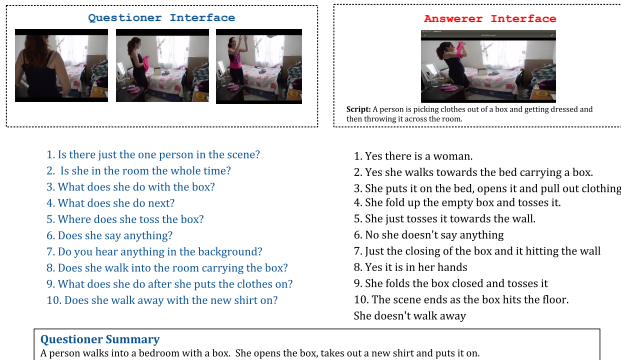 Questioner Interface
Answerer Interface
Script: A person is picking clothes out of a box and getting dressed and
then throwing it across the room.
1. Is there just the one person in the scene?
2. Is she in the room the whole time?
3. What does she do with the box?
4. What does she do next?
5. Where does she toss the box?
6. Does she say anything?
7. Do you hear anything in the background?
8. Does she walk into the room carrying the box?
9. What does she do after she puts the clothes on?
10. Does she walk away with the new shirt on?
1. Yes there is a woman.
2. Yes she walks towards the bed carrying a box.
3. She puts it on the bed, opens it and pull out clothing
4. She fold up the empty box and tosses it.
5. She just tosses it towards the wall.
6. No she doesn't say anything
7. Just the closing of the box and it hitting the wall
8. Yes it is in her hands
9. She folds the box closed and tosses it
10. The scene ends as the box hits the floor.
She doesn't walk away
Questioner Summary
A person walks into a bedroom with a box. She opens the box, takes out a new shirt and puts it on.